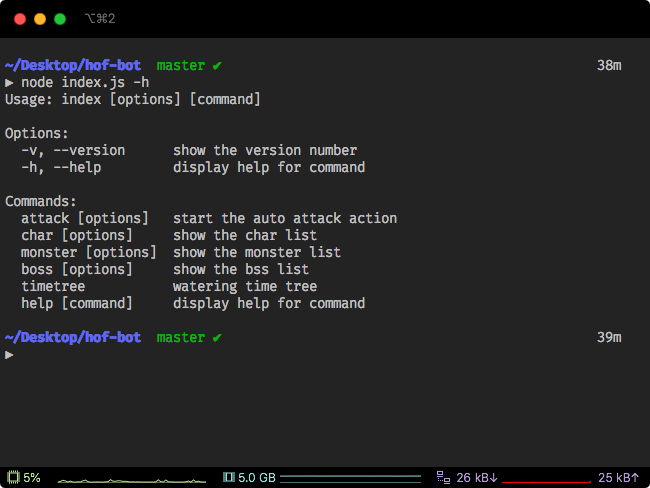 ⌥⌘2
~/Desktop/hof-bot  master ✔ 38m
▶ node index.js -h
Usage: index [options] [command]
Options:
  -v, --version      show the version number
  -h, --help         display help for command
Commands:
  attack [options]   start the auto attack action
  char [options]     show the char list
  monster [options]  show the monster list
  boss [options]     show the bss list
  timetree           watering time tree
  help [command]     display help for command
~/Desktop/hof-bot  master ✔ 39m
▶
5% 5.0 GB 26 kB↓ 25 kB↑